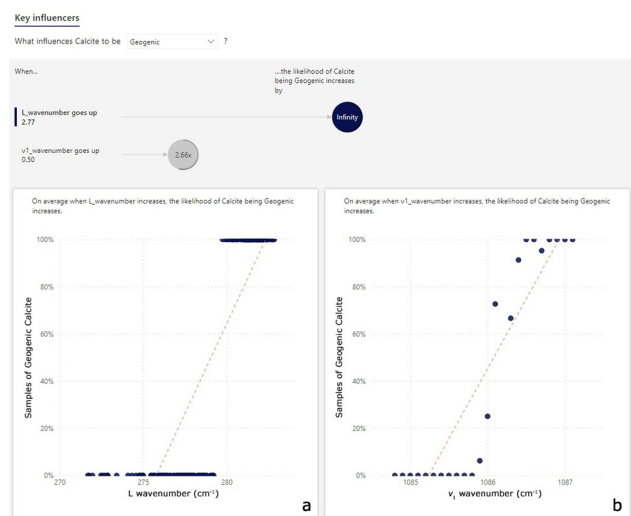 Key influencers
What influences Calcite to be Geogenic ?
When...
...the likelihood of Calcite
being Geogenic increases
by
L_wavenumber goes up
2.77
Infinity
v1_wavenumber goes up
0.50
2.66x
On average when L_wavenumber increases, the likelihood of Calcite being Geogenic
increases.
100%
80%
60%
40%
20%
0%
Samples of Geogenic Calcite
270 275 280
L wavenumber (cm⁻¹)
a
On average when v1_wavenumber increases, the likelihood of Calcite being Geogenic
increases.
100%
80%
60%
40%
20%
0%
Samples of Geogenic Calcite
1085 1086 1087
v₁ wavenumber (cm⁻¹)
b